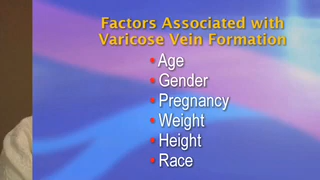 Factors Associated with
Varicose Vein Formation
• Age
• Gender
• Pregnancy
• Weight
• Height
• Race